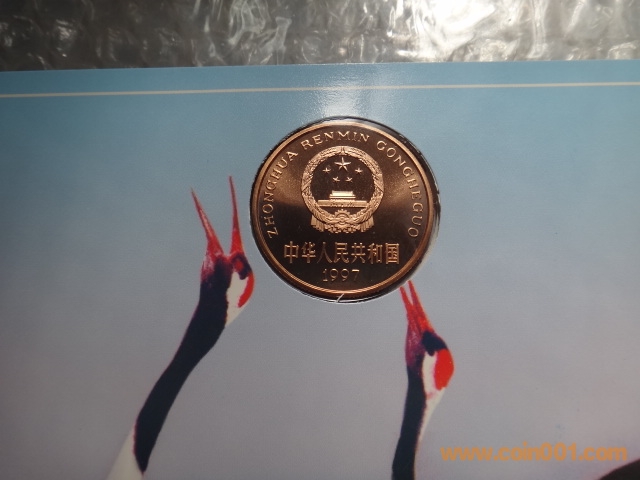 ZHONGHUA RENMIN GONGHEGUO
中华人民共和国
1997
www.coin001.com